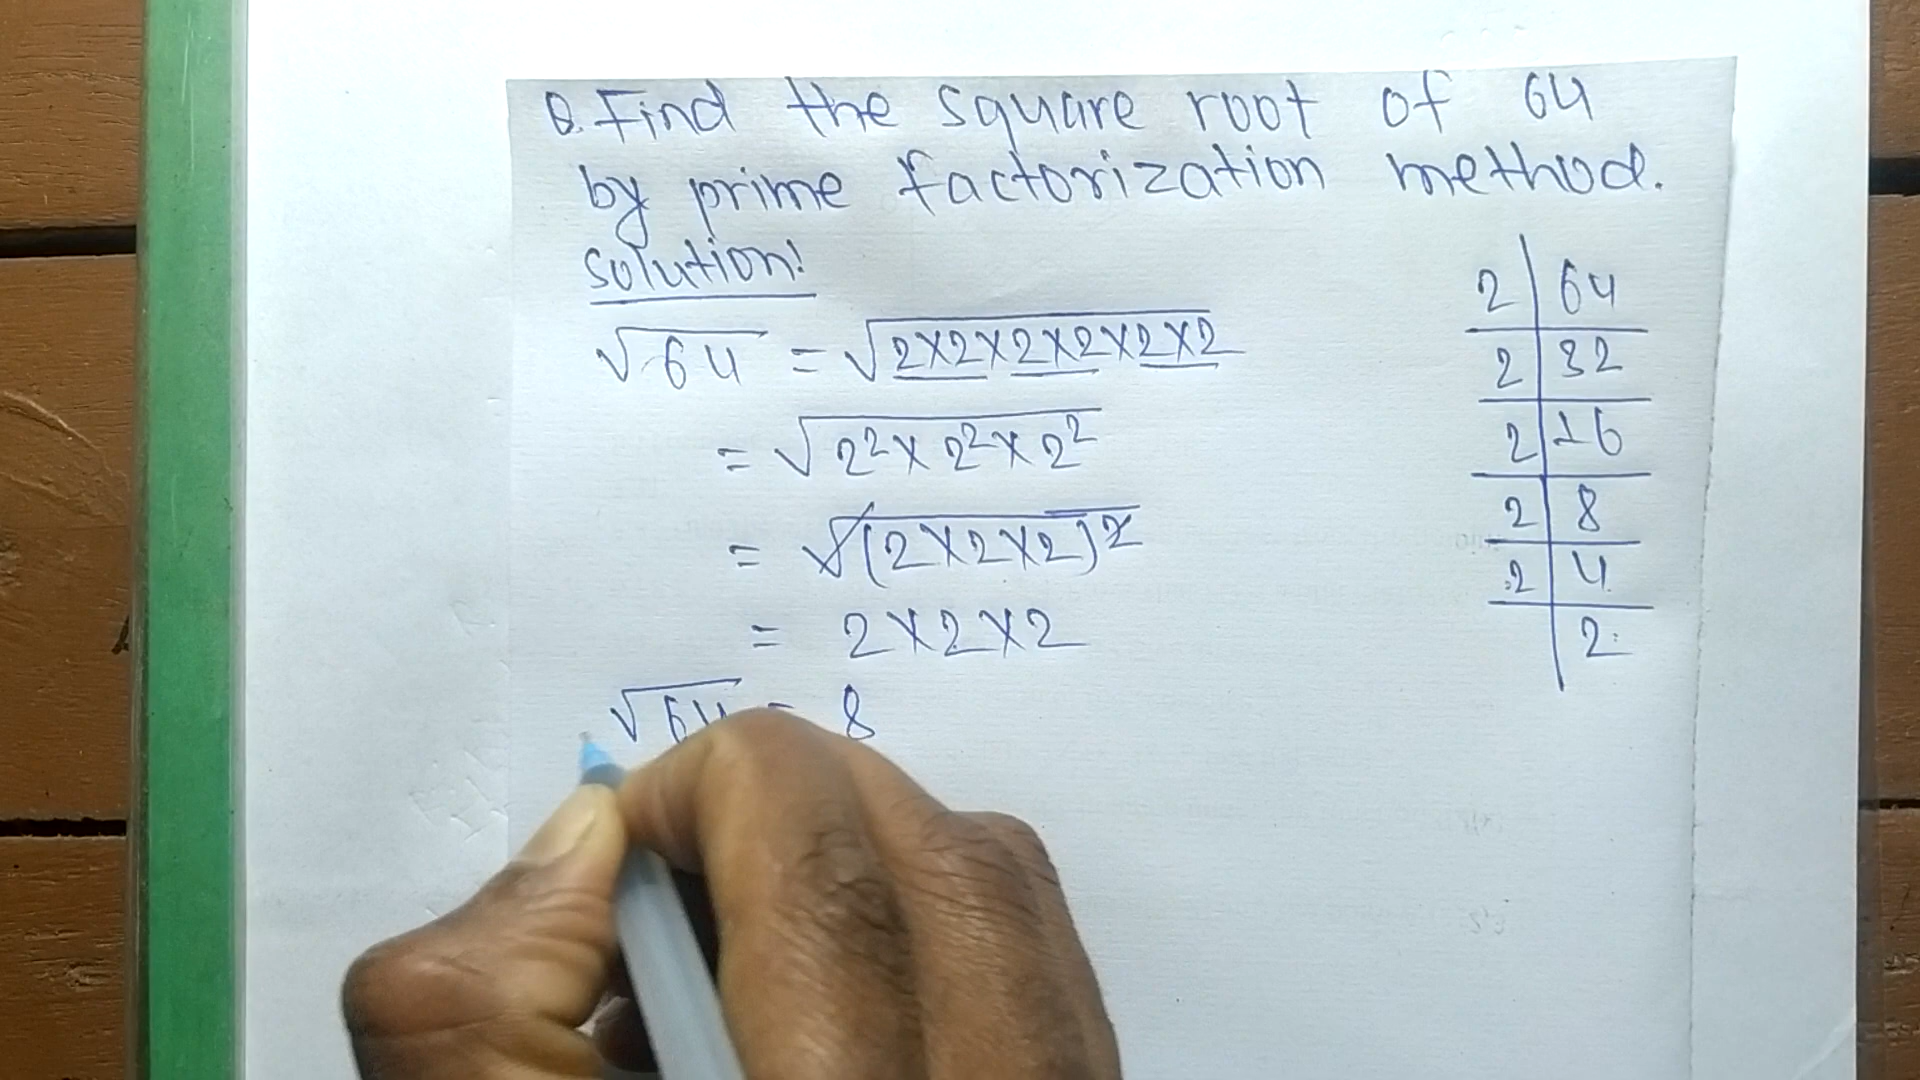 Q. Find the square root of 64
by prime factorization method.
solution:
√64 = √2×2×2×2×2×2
= √2²×2²×2²
= √(2×2×2)²
= 2×2×2
√64 = 8
2 | 64
2 | 32
2 | 16
2 | 8
2 | 4
| 2